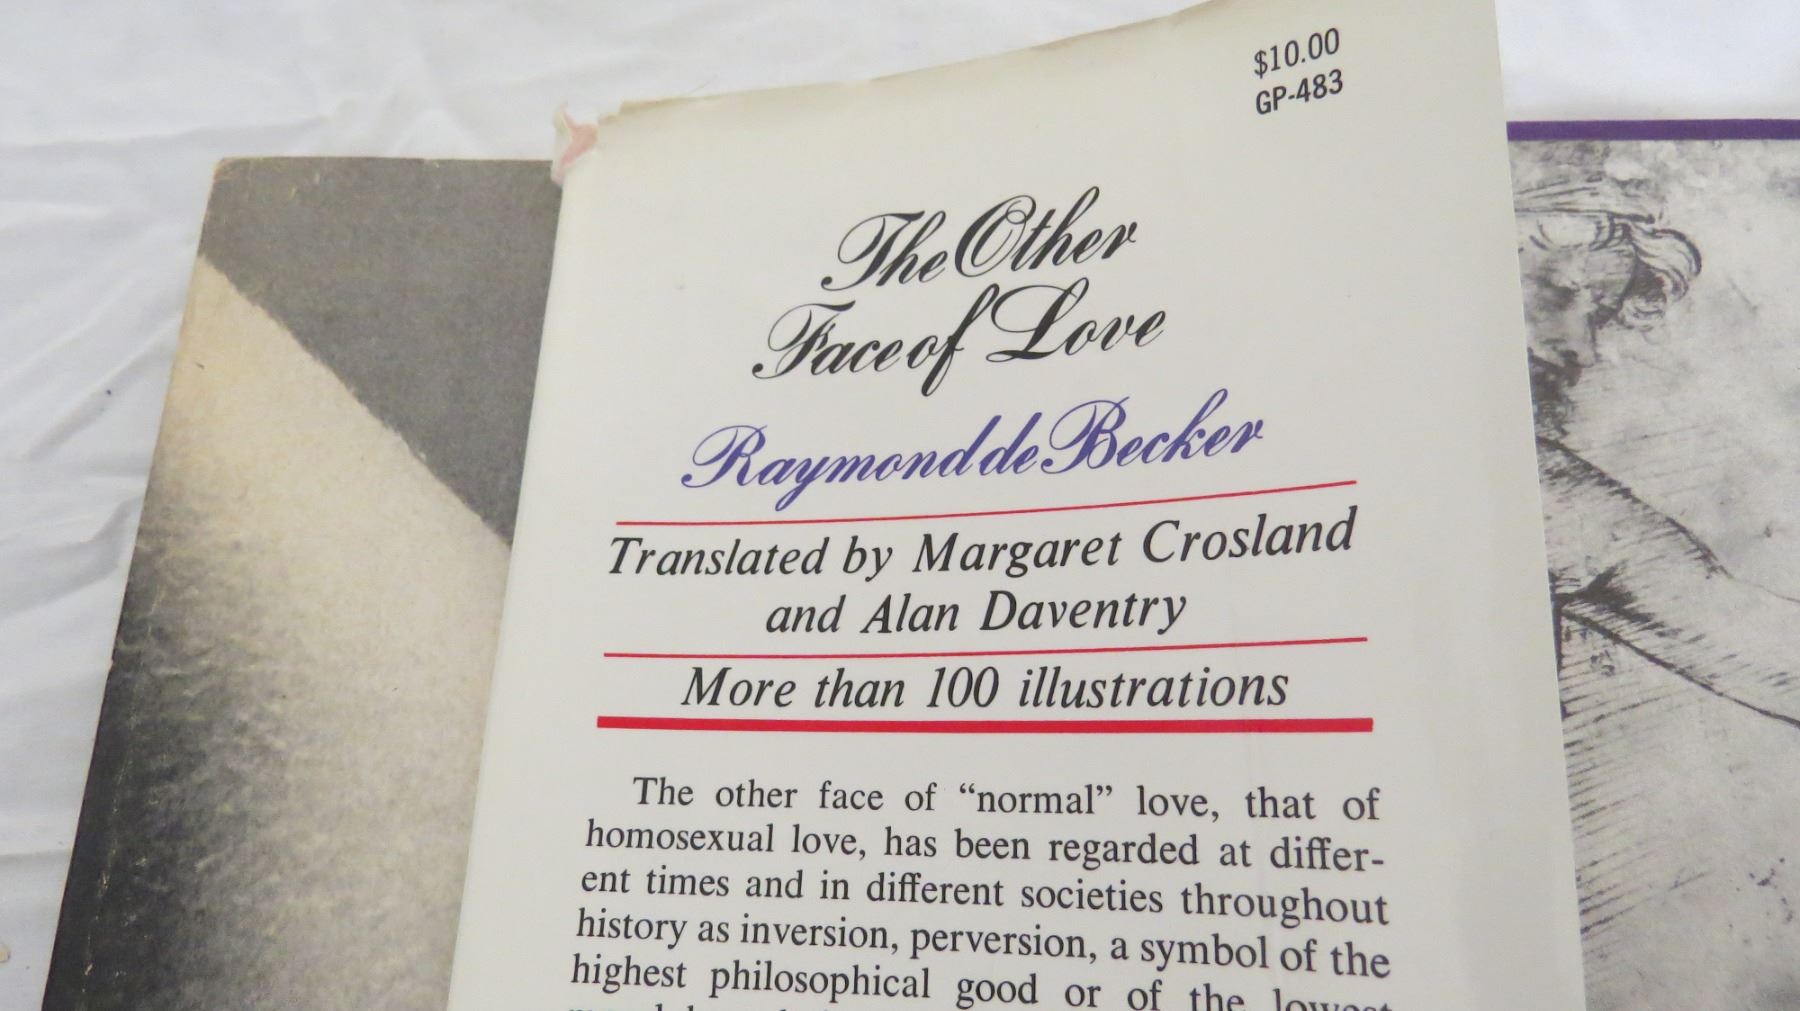 $10.00
GP-483
The Other
Face of Love
Raymond de Becker
Translated by Margaret Crosland
and Alan Daventry
More than 100 illustrations
The other face of “normal” love, that of
homosexual love, has been regarded at differ-
ent times and in different societies throughout
history as inversion, perversion, a symbol of the
highest philosophical good or of the lowest